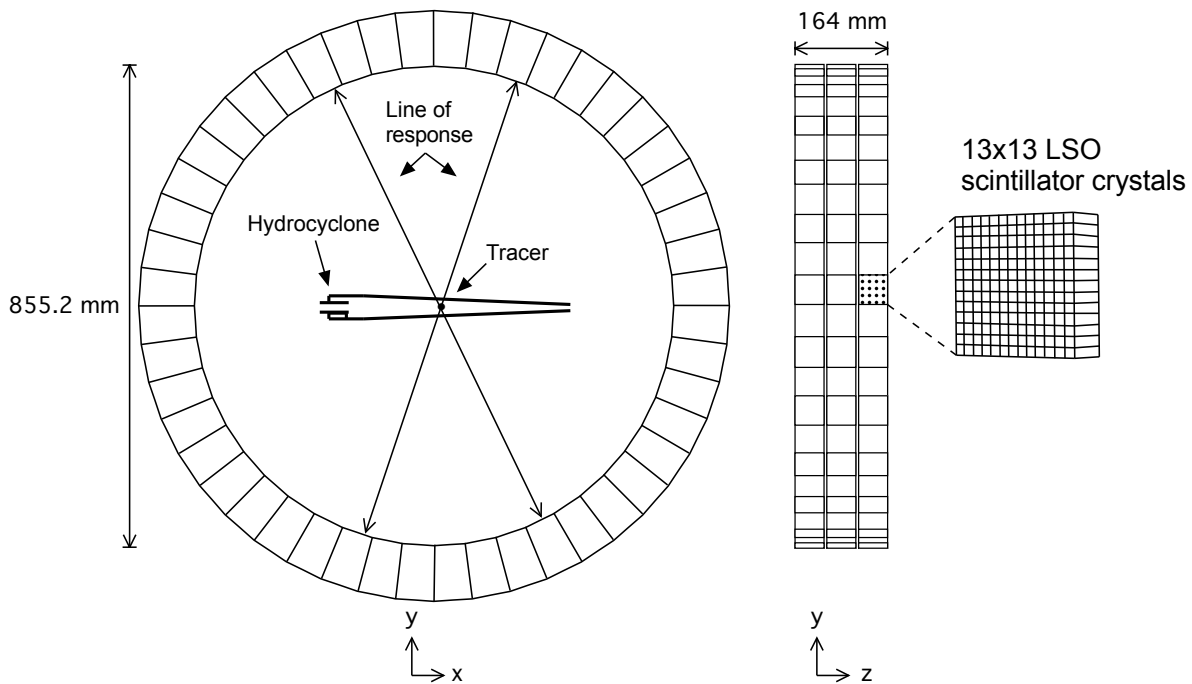 164 mm
Line of
response
13x13 LSO
scintillator crystals
Hydrocyclone
Tracer
855.2 mm
y
x
y
z